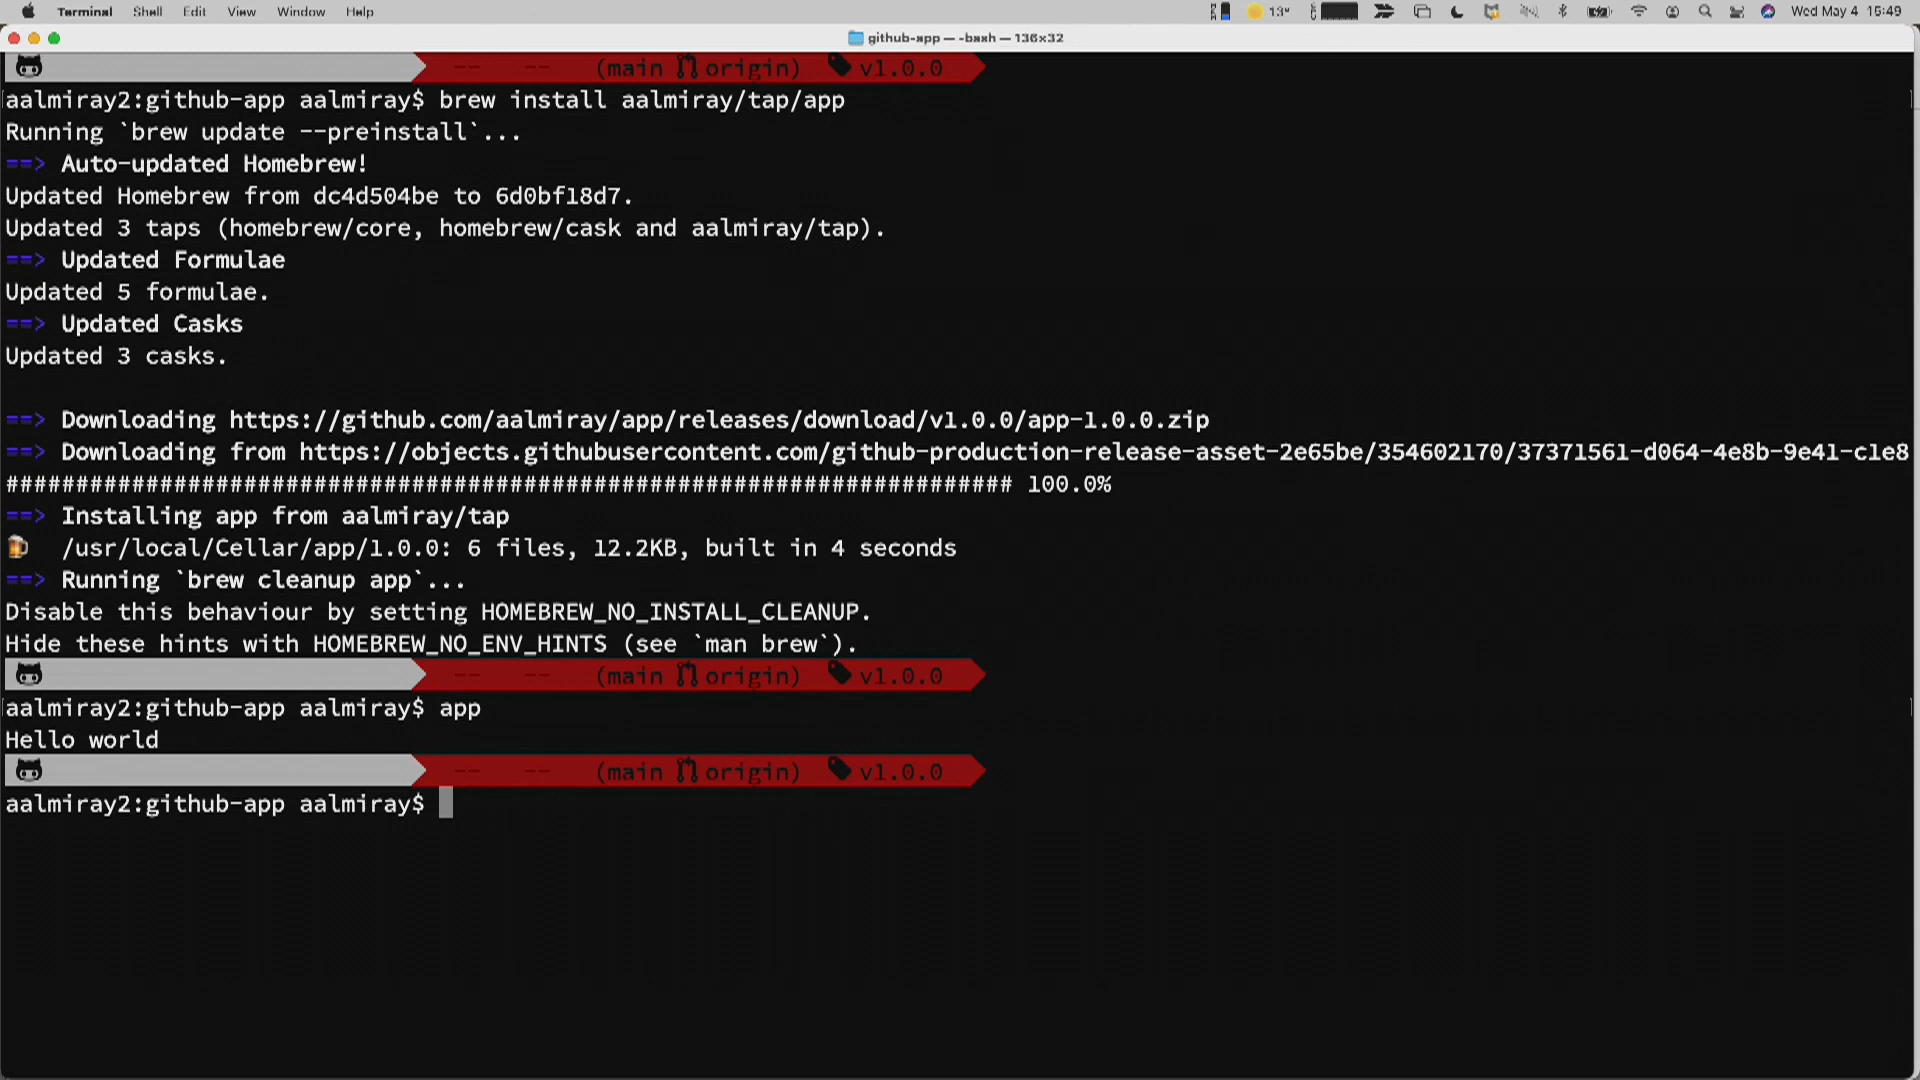 Terminal Shell Edit View Window Help 13° Wed May 4 15:49
github-app — -bash — 136x32
-- -- (main origin) v1.0.0
aalmiray2:github-app aalmiray$ brew install aalmiray/tap/app
Running `brew update --preinstall`...
==> Auto-updated Homebrew!
Updated Homebrew from dc4d504be to 6d0bf18d7.
Updated 3 taps (homebrew/core, homebrew/cask and aalmiray/tap).
==> Updated Formulae
Updated 5 formulae.
==> Updated Casks
Updated 3 casks.
==> Downloading https://github.com/aalmiray/app/releases/download/v1.0.0/app-1.0.0.zip
==> Downloading from https://objects.githubusercontent.com/github-production-release-asset-2e65be/354602170/37371561-d064-4e8b-9e41-c1e8
######################################################################## 100.0%
==> Installing app from aalmiray/tap
/usr/local/Cellar/app/1.0.0: 6 files, 12.2KB, built in 4 seconds
==> Running `brew cleanup app`...
Disable this behaviour by setting HOMEBREW_NO_INSTALL_CLEANUP.
Hide these hints with HOMEBREW_NO_ENV_HINTS (see `man brew`).
-- -- (main origin) v1.0.0
aalmiray2:github-app aalmiray$ app
Hello world
-- -- (main origin) v1.0.0
aalmiray2:github-app aalmiray$